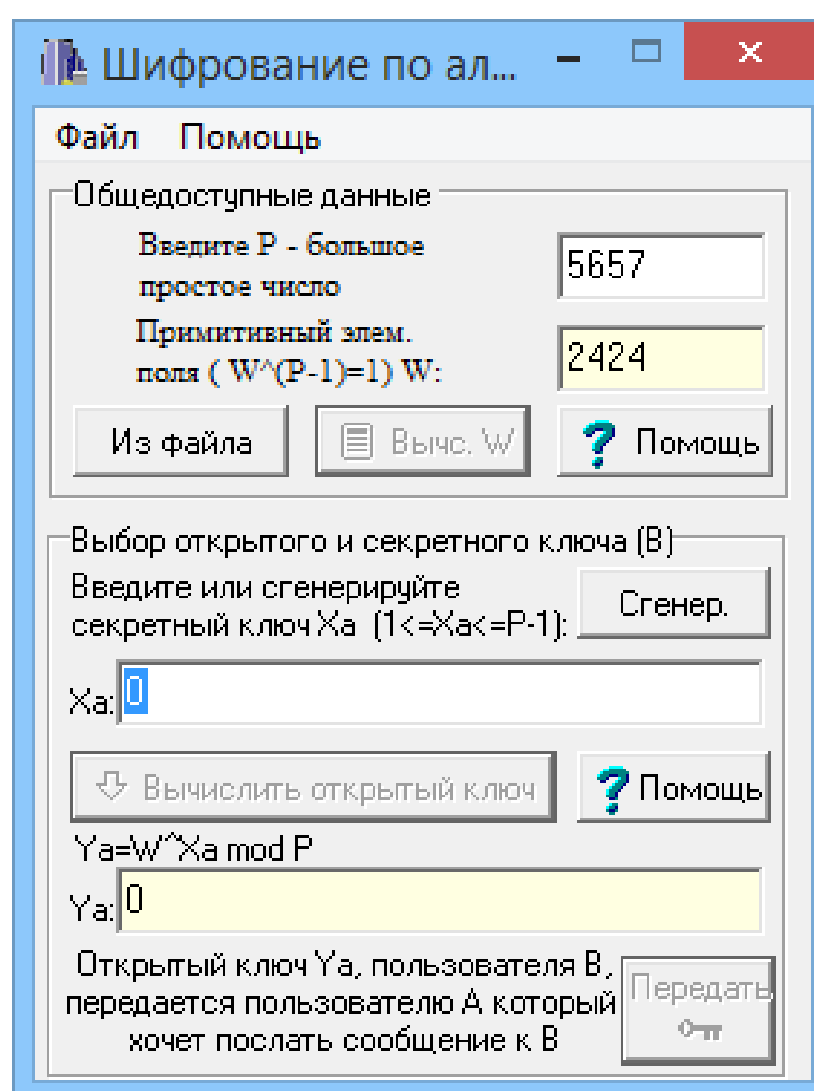 Шифрование по ал...
Файл Помощь
Общедоступные данные
Введите P - большое
простое число
5657
Примитивный элем.
поля ( W^(P-1)=1) W:
2424
Из файла
Вычс. W
? Помощь
Выбор открытого и секретного ключа (В)
Введите или сгенерируйте
секретный ключ Xa (1<=Xa<=P-1):
Сгенер.
Xa: 0
Вычислить открытый ключ
? Помощь
Ya=W^Xa mod P
Ya: 0
Открытый ключ Ya, пользователя В,
передается пользователю А который
хочет послать сообщение к В
Передать